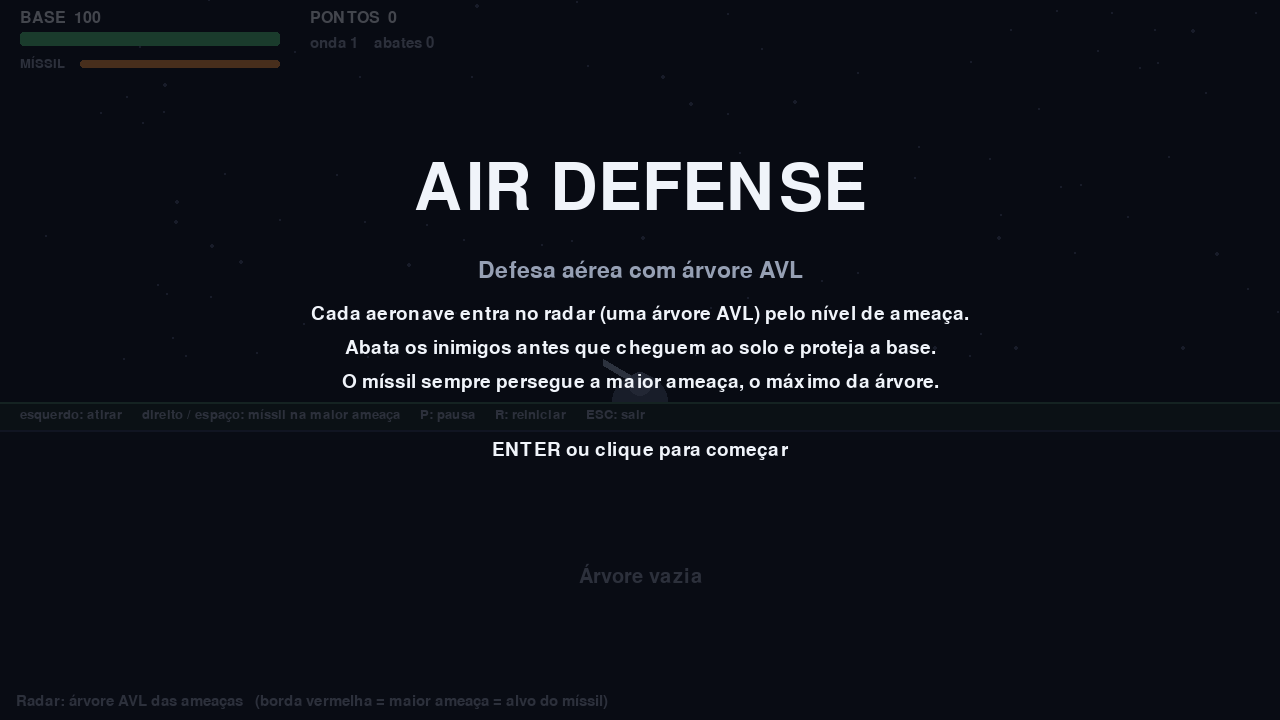 BASE 100
PONTOS 0
onda 1 abates 0
MÍSSIL
AIR DEFENSE
Defesa aérea com árvore AVL
Cada aeronave entra no radar (uma árvore AVL) pelo nível de ameaça.
Abata os inimigos antes que cheguem ao solo e proteja a base.
O míssil sempre persegue a maior ameaça, o máximo da árvore.
esquerdo: atirar direito / espaço: míssil na maior ameaça P: pausa R: reiniciar ESC: sair
ENTER ou clique para começar
Árvore vazia
Radar: árvore AVL das ameaças (borda vermelha = maior ameaça = alvo do míssil)